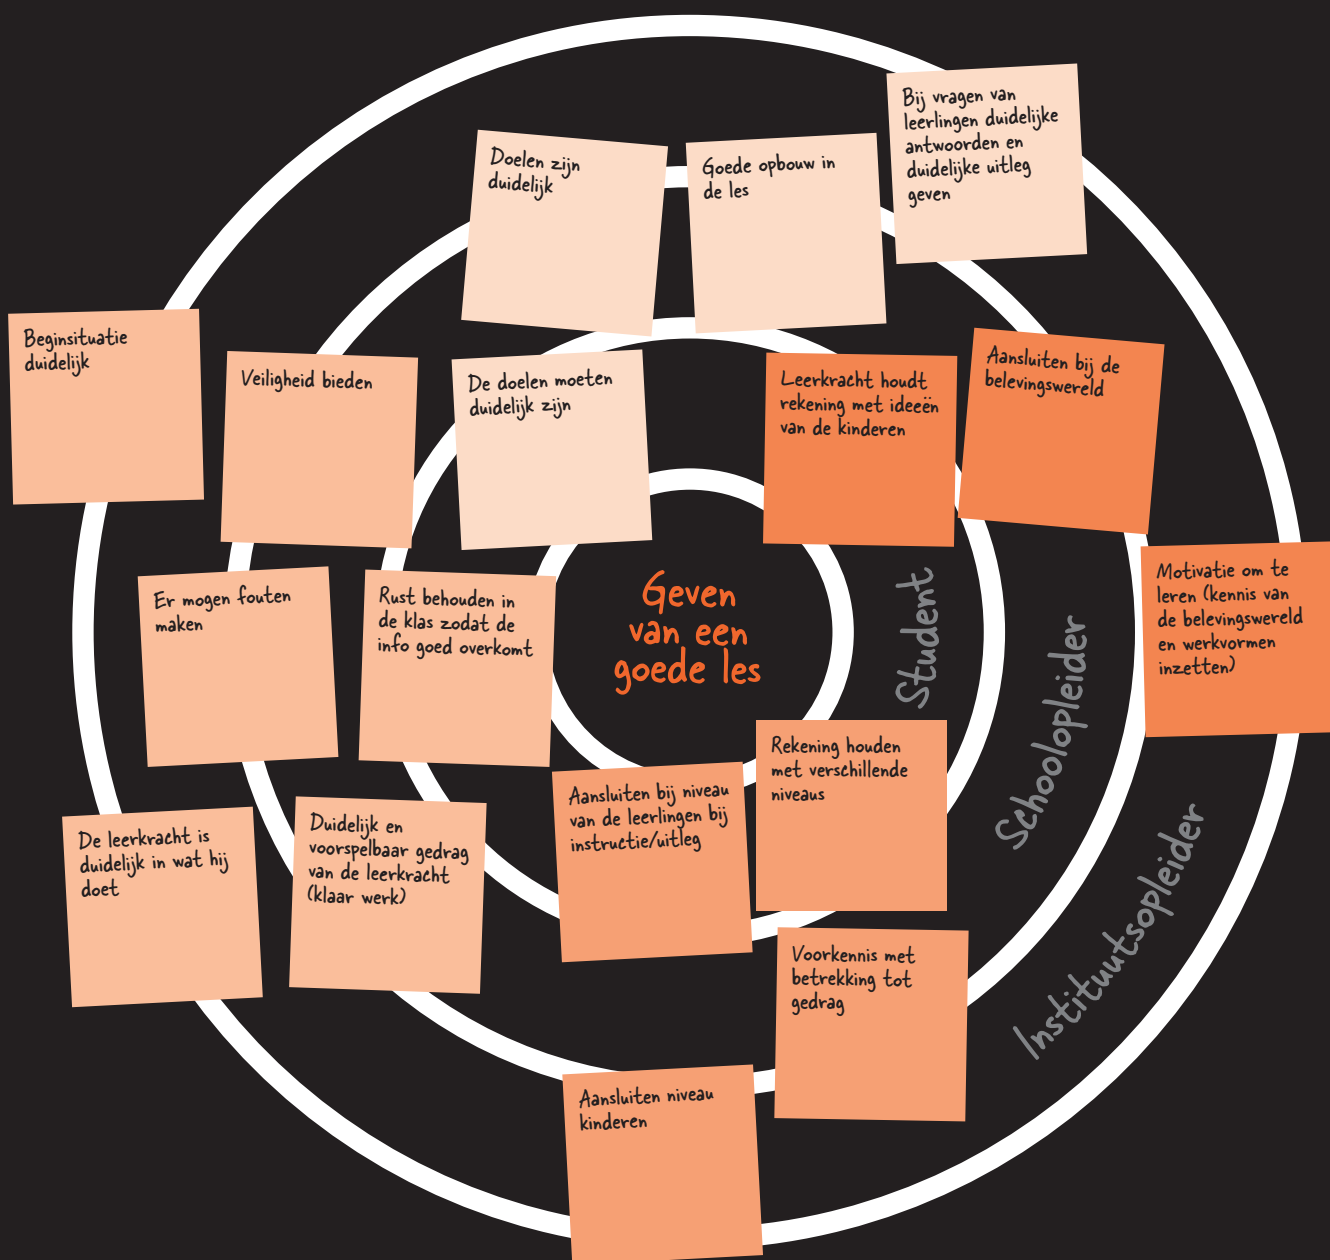 Bij vragen van
leerlingen duidelijke
antwoorden en
duidelijke uitleg
geven
Doelen zijn
duidelijk
Goede opbouw in
de les
Beginsituatie
duidelijk
Veiligheid bieden
De doelen moeten
duidelijk zijn
Leerkracht houdt
rekening met ideeën
van de kinderen
Aansluiten bij de
belevingswereld
Er mogen fouten
maken
Rust behouden in
de klas zodat de
info goed overkomt
Geven
van een
goede les
Student
Schoolopleider
Instituutsopleider
Motivatie om te
leren (kennis van
de belevingswereld
en werkvormen
inzetten)
De leerkracht is
duidelijk in wat hij
doet
Duidelijk en
voorspelbaar gedrag
van de leerkracht
(klaar werk)
Aansluiten bij niveau
van de leerlingen bij
instructie/uitleg
Rekening houden
met verschillende
niveaus
Voorkennis met
betrekking tot
gedrag
Aansluiten niveau
kinderen